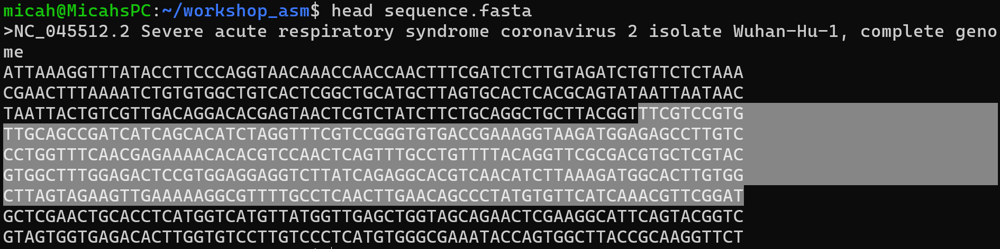 micah@MicahsPC:~/workshop_asm$ head sequence.fasta
>NC_045512.2 Severe acute respiratory syndrome coronavirus 2 isolate Wuhan-Hu-1, complete geno
me
ATTAAAGGTTTATACCTTCCCAGGTAACAAACCAACCAACTTTCGATCTCTTGTAGATCTGTTCTCTAAA
CGAACTTTAAAATCTGTGTGGCTGTCACTCGGCTGCATGCTTAGTGCACTCACGCAGTATAATTAATAAC
TAATTACTGTCGTTGACAGGACACGAGTAACTCGTCTATCTTCTGCAGGCTGCTTACGGTTTCGTCCGTG
TTGCAGCCGATCATCAGCACATCTAGGTTTCGTCCGGGTGTGACCGAAAGGTAAGATGGAGAGCCTTGTC
CCTGGTTTCAACGAGAAAACACACGTCCAACTCAGTTTGCCTGTTTTACAGGTTCGCGACGTGCTCGTAC
GTGGCTTTGGAGACTCCGTGGAGGAGGTCTTATCAGAGGCACGTCAACATCTTAAAGATGGCACTTGTGG
CTTAGTAGAAGTTGAAAAAGGCGTTTTGCCTCAACTTGAACAGCCCTATGTGTTCATCAAACGTTCGGAT
GCTCGAACTGCACCTCATGGTCATGTTATGGTTGAGCTGGTAGCAGAACTCGAAGGCATTCAGTACGGTC
GTAGTGGTGAGACACTTGGTGTCCTTGTCCCTCATGTGGGCGAAATACCAGTGGCTTACCGCAAGGTTCT